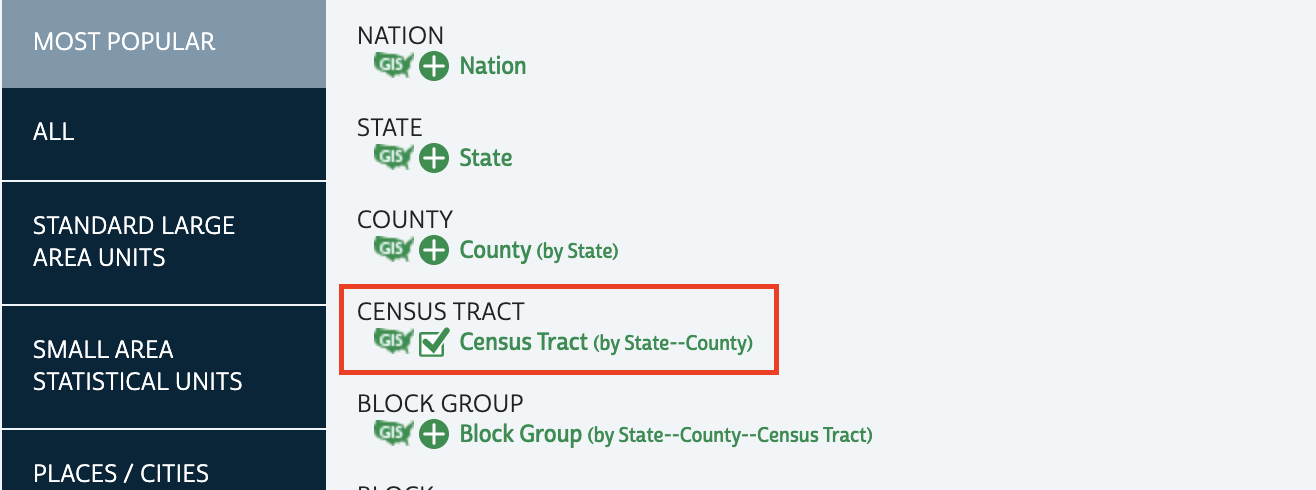 MOST POPULAR
ALL
STANDARD LARGE
AREA UNITS
SMALL AREA
STATISTICAL UNITS
PLACES / CITIES
NATION
GIS Nation
STATE
GIS State
COUNTY
GIS County (by State)
CENSUS TRACT
GIS Census Tract (by State--County)
BLOCK GROUP
GIS Block Group (by State--County--Census Tract)
BLOCK